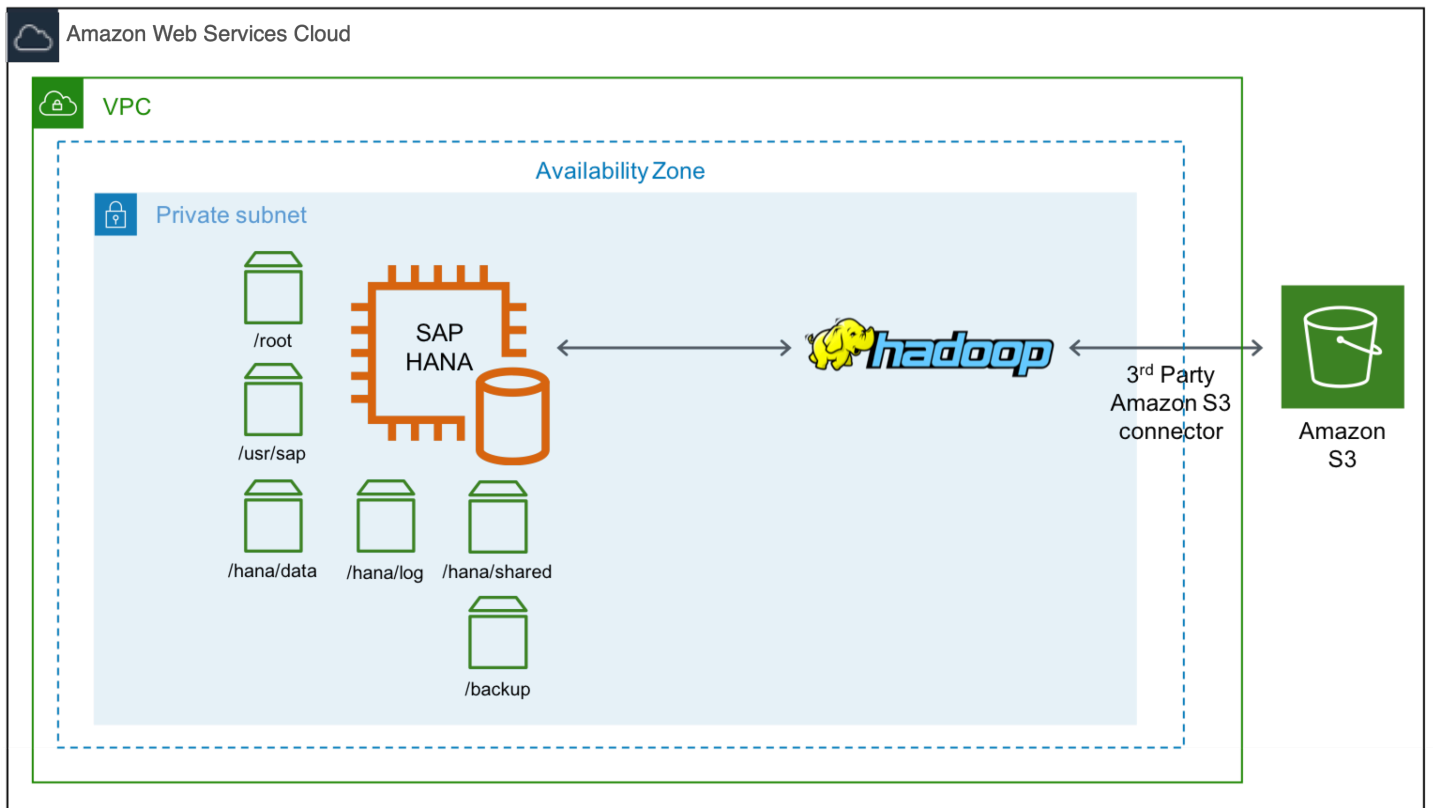 Amazon Web Services Cloud
VPC
Availability Zone
Private subnet
/root
SAP
HANA
hadoop
3rd Party
Amazon S3
connector
Amazon
S3
/usr/sap
/hana/data
/hana/log
/hana/shared
/backup